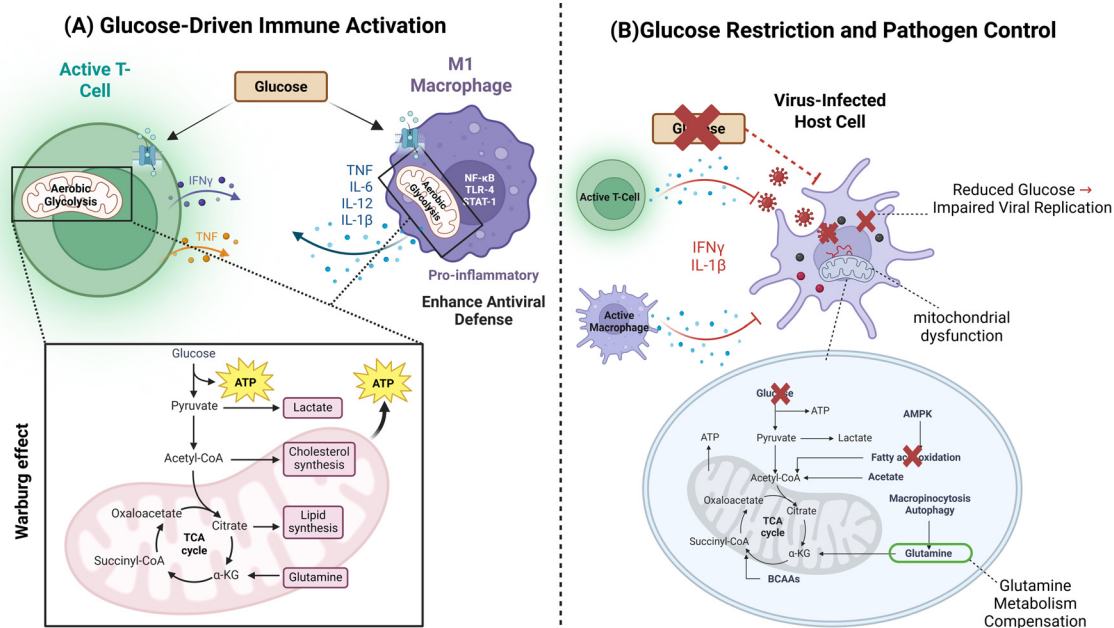 (A) Glucose-Driven Immune Activation
Active T-
Cell
Glucose
M1
Macrophage
Aerobic
Glycolysis
IFNγ
TNF
TNF
IL-6
IL-12
IL-1β
Aerobic
Glycolysis
NF-κB
TLR-4
STAT-1
Pro-inflammatory
Enhance Antiviral
Defense
Warburg effect
Glucose
ATP
ATP
Pyruvate
Lactate
Acetyl-CoA
Cholesterol
synthesis
Oxaloacetate
Citrate
Lipid
synthesis
TCA
cycle
Succinyl-CoA
α-KG
Glutamine
(B)Glucose Restriction and Pathogen Control
Glucose
Virus-Infected
Host Cell
Active T-Cell
Reduced Glucose →
Impaired Viral Replication
IFNγ
IL-1β
Active
Macrophage
mitochondrial
dysfunction
Glucose
ATP
AMPK
ATP
Pyruvate
Lactate
Fatty acid oxidation
Acetyl-CoA
Acetate
Oxaloacetate
Citrate
Macropinocytosis
Autophagy
TCA
cycle
Succinyl-CoA
α-KG
Glutamine
BCAAs
Glutamine
Metabolism
Compensation